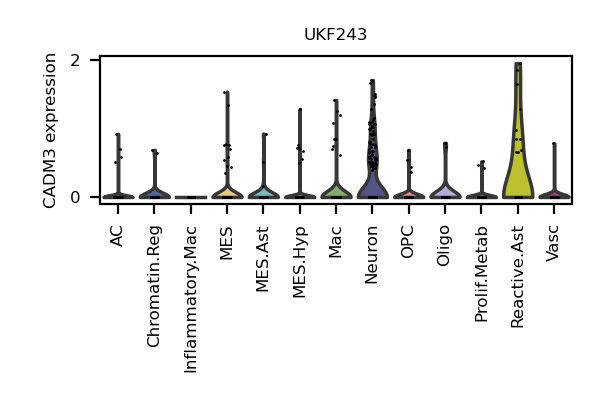 UKF243
CADM3 expression
2
0
AC
Chromatin.Reg
Inflammatory.Mac
MES
MES.Ast
MES.Hyp
Mac
Neuron
OPC
Oligo
Prolif.Metab
Reactive.Ast
Vasc